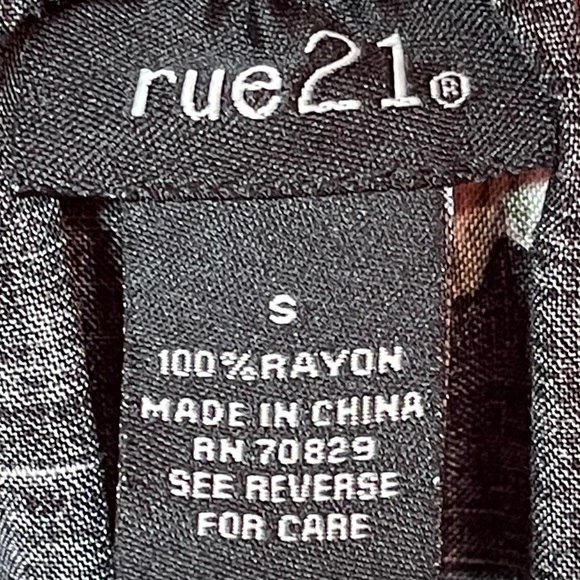 rue21®
S
100% RAYON
MADE IN CHINA
RN 70829
SEE REVERSE
FOR CARE